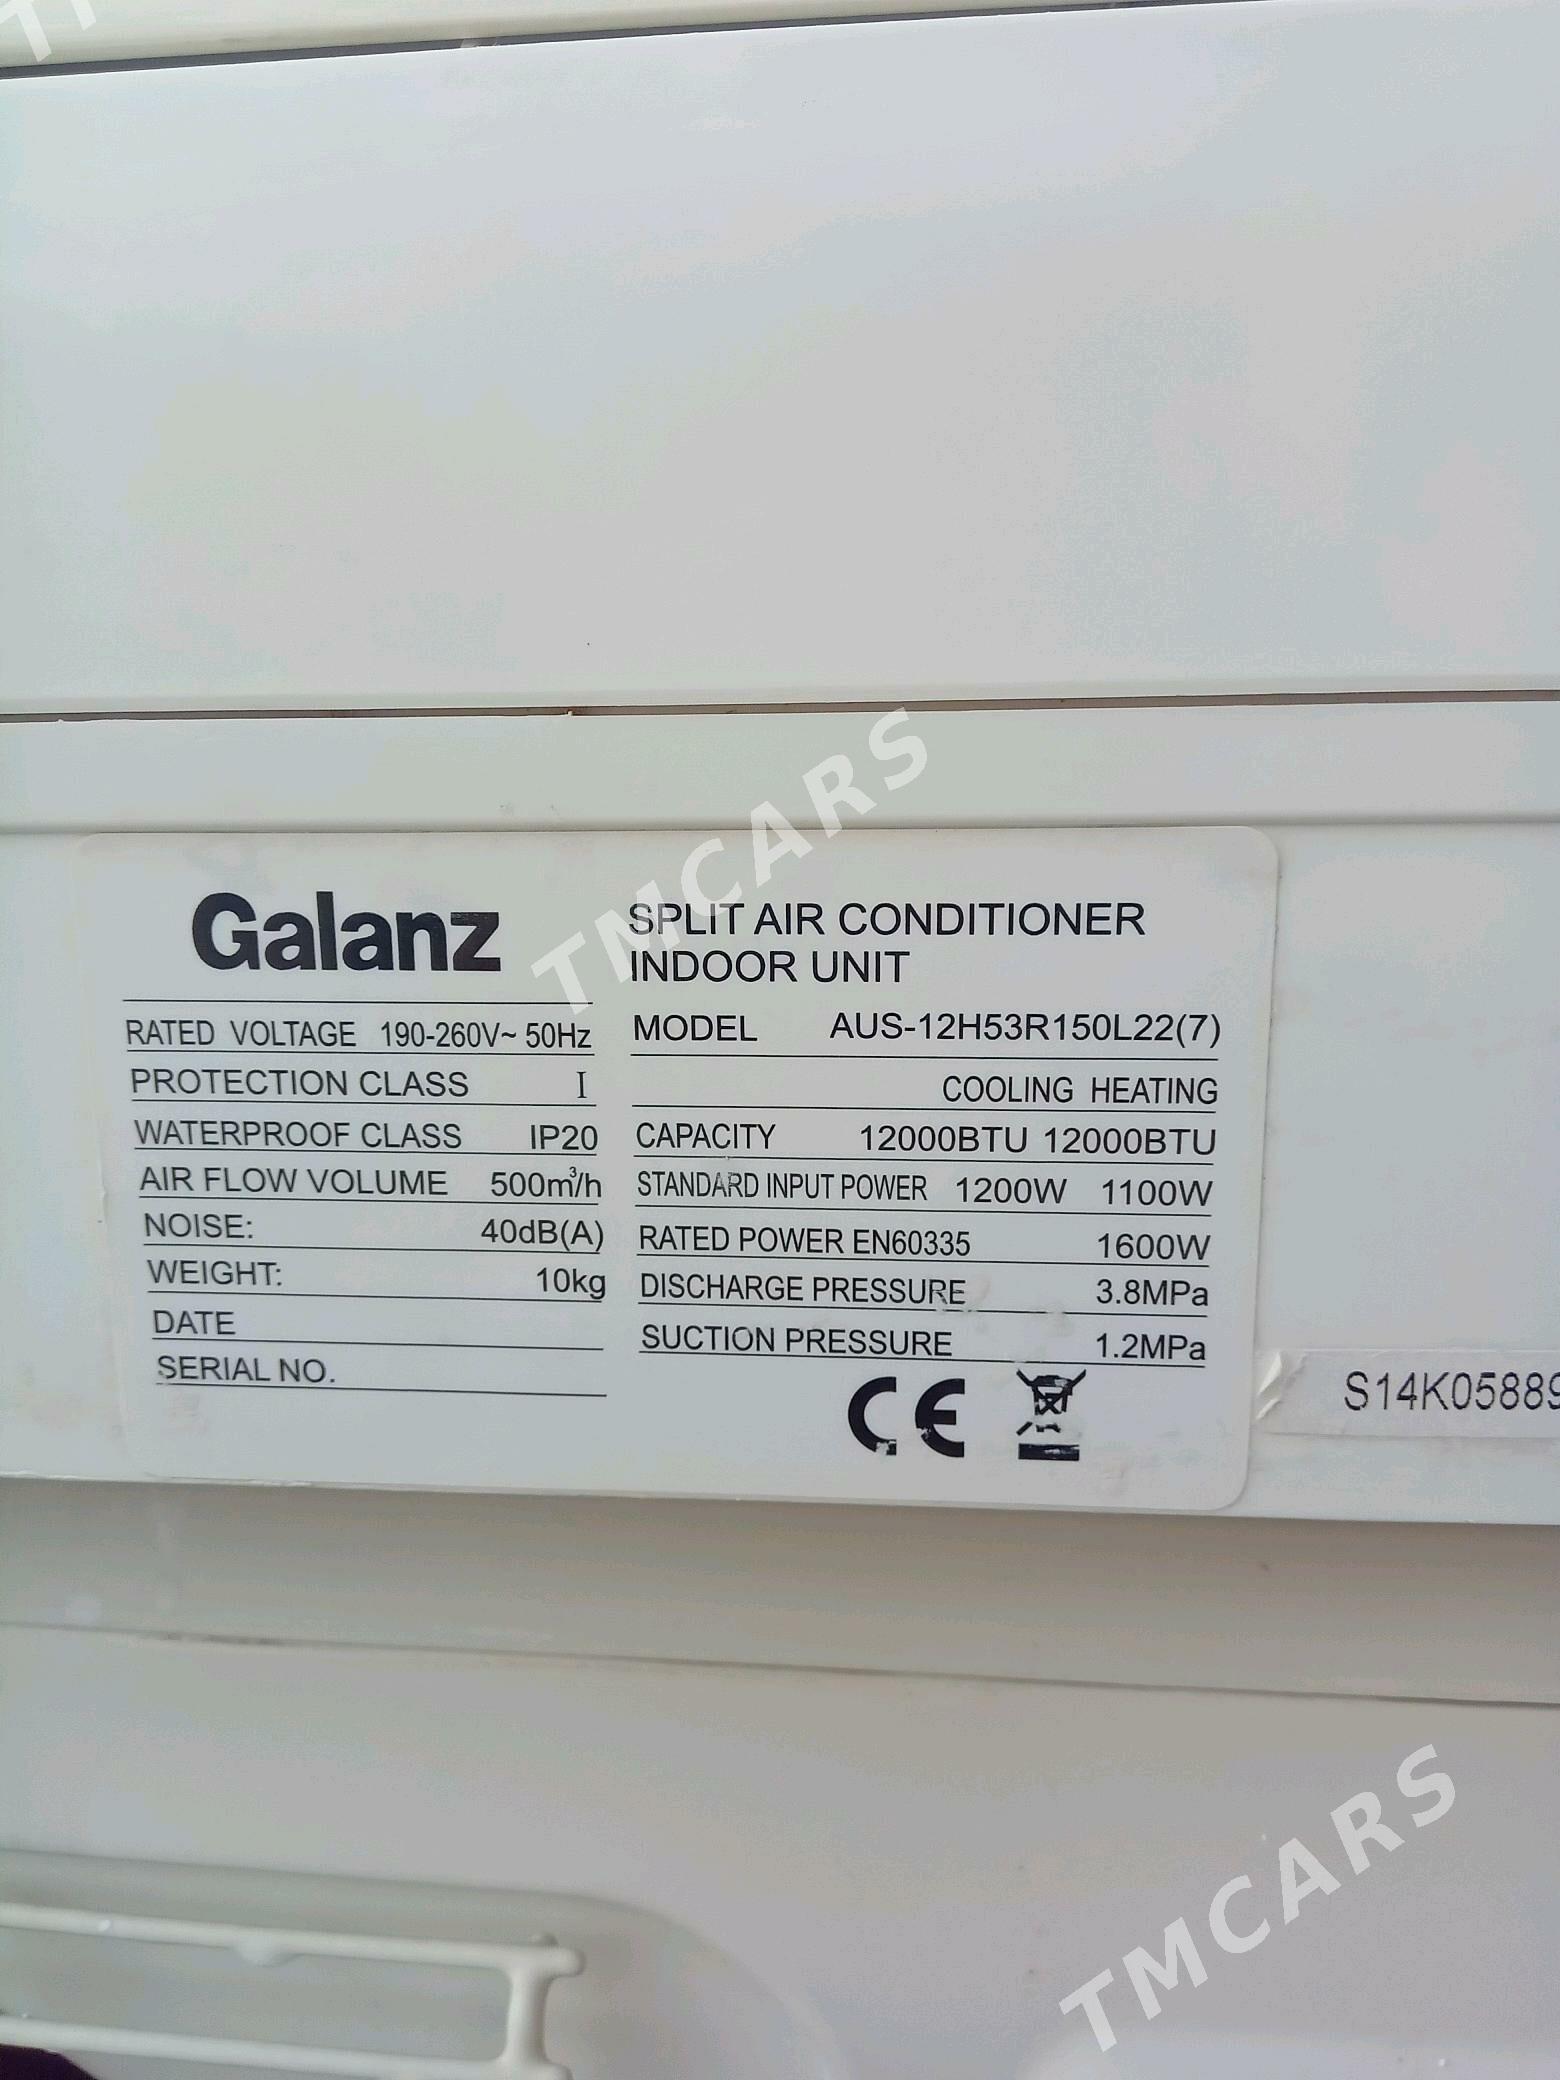 Galanz
SPLIT AIR CONDITIONER
INDOOR UNIT
RATED VOLTAGE 190-260V~ 50Hz
PROTECTION CLASS I
WATERPROOF CLASS IP20
AIR FLOW VOLUME 500m³/h
NOISE: 40dB(A)
WEIGHT: 10kg
DATE
SERIAL NO.
MODEL AUS-12H53R150L22(7)
COOLING HEATING
CAPACITY 12000BTU 12000BTU
STANDARD INPUT POWER 1200W 1100W
RATED POWER EN60335 1600W
DISCHARGE PRESSURE 3.8MPa
SUCTION PRESSURE 1.2MPa
CE
S14K05889
TMCARS
TMCARS